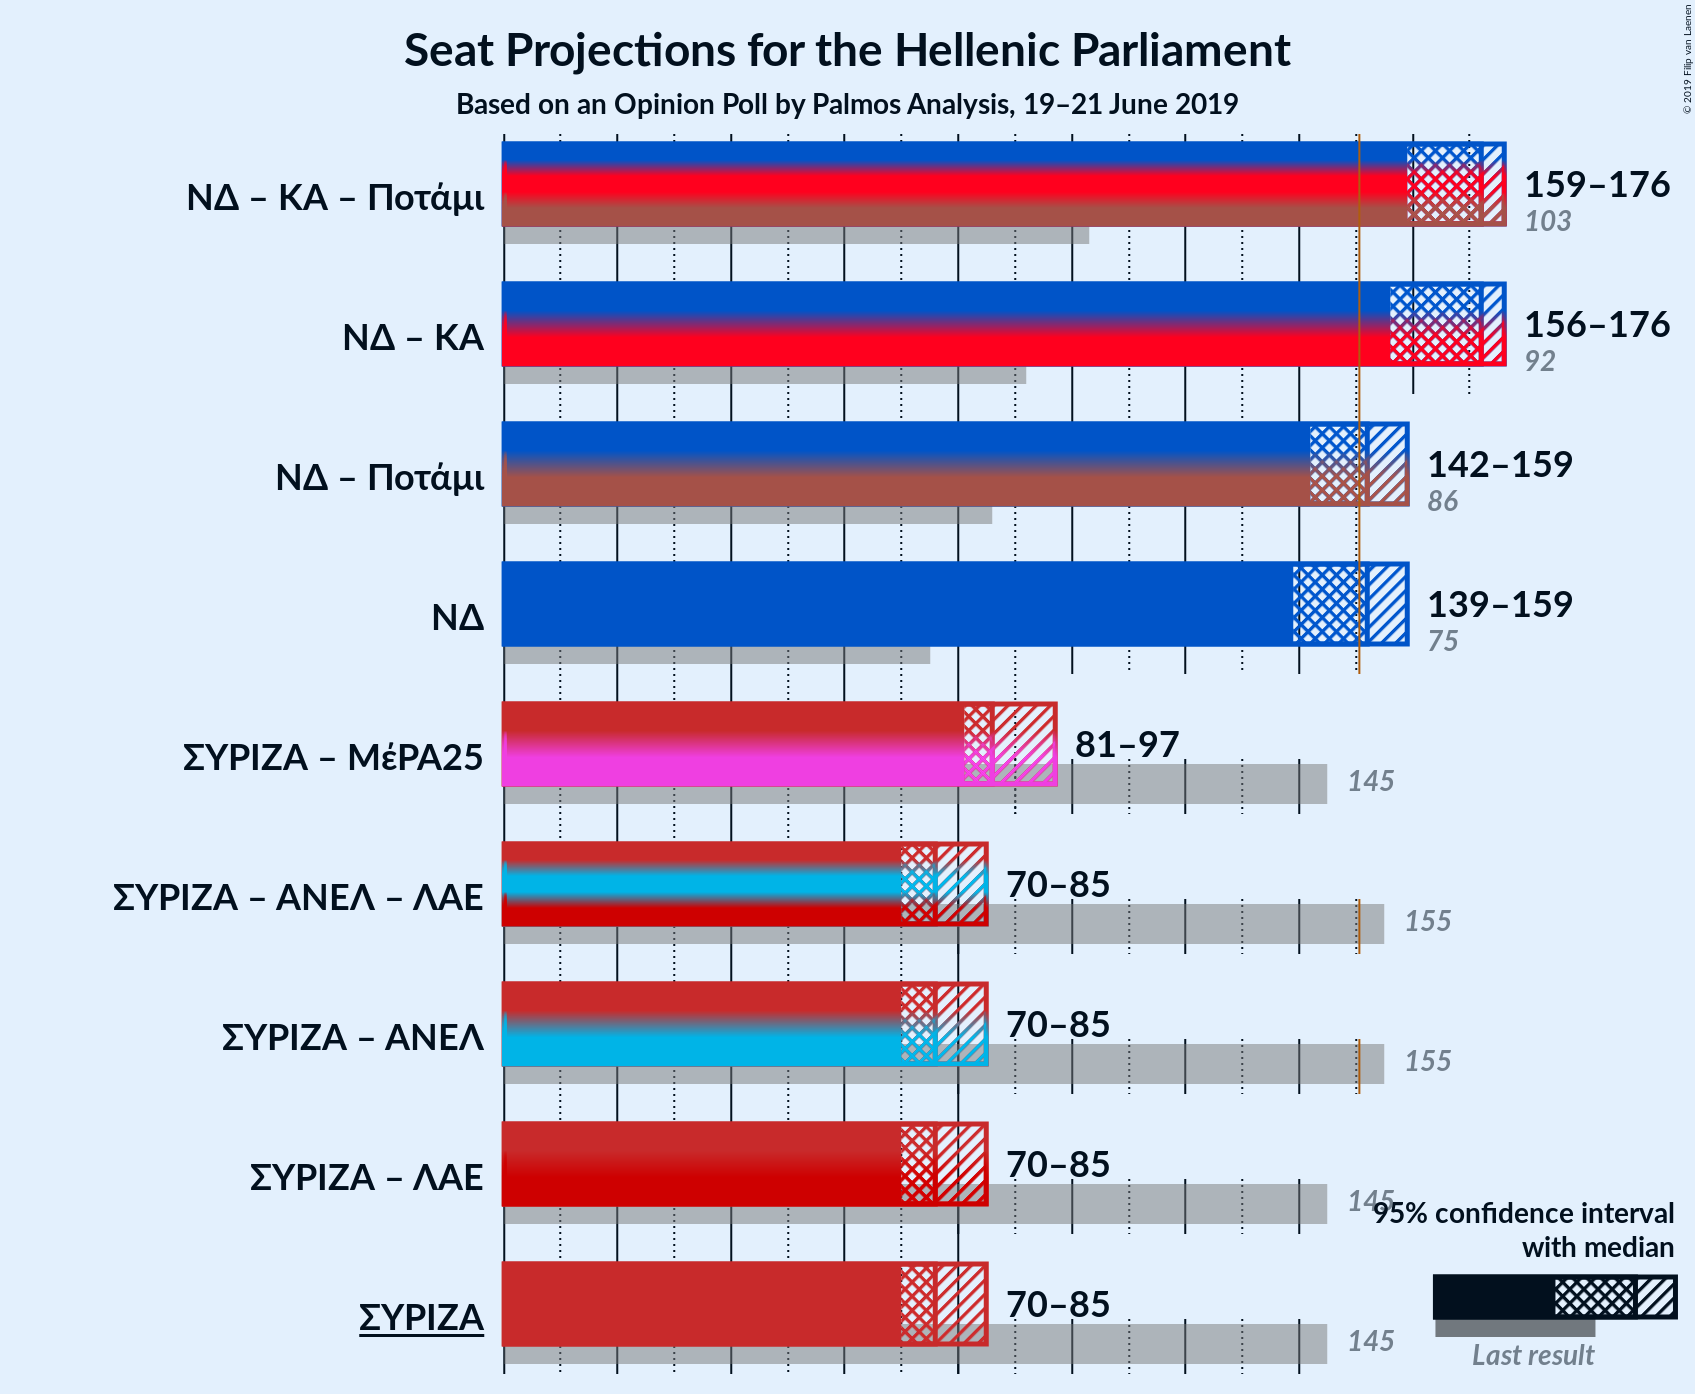 Seat Projections for the Hellenic Parliament
Based on an Opinion Poll by Palmos Analysis, 19–21 June 2019
© 2019 Filip van Laenen
ΝΔ – ΚΑ – Ποτάμι
159–176
103
ΝΔ – ΚΑ
156–176
92
ΝΔ – Ποτάμι
142–159
86
ΝΔ
139–159
75
ΣΥΡΙΖΑ – ΜέΡΑ25
81–97
145
ΣΥΡΙΖΑ – ΑΝΕΛ – ΛΑΕ
70–85
155
ΣΥΡΙΖΑ – ΑΝΕΛ
70–85
155
ΣΥΡΙΖΑ – ΛΑΕ
70–85
145
ΣΥΡΙΖΑ
70–85
145
95% confidence interval
with median
Last result